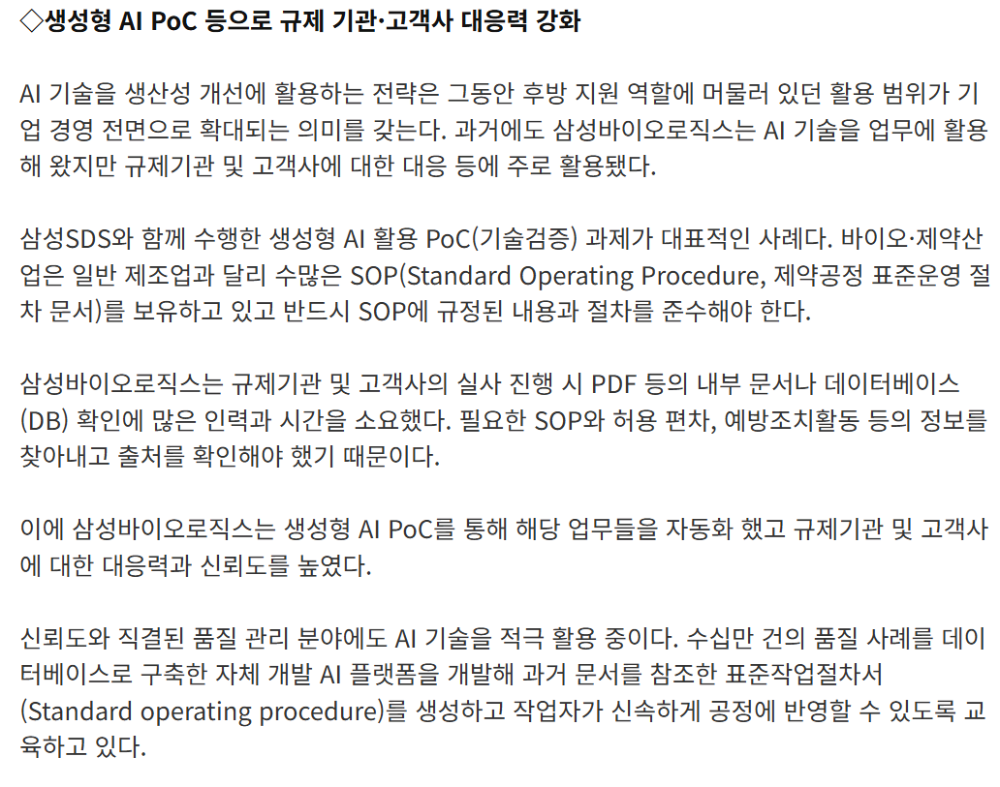 ◇생성형 AI PoC 등으로 규제 기관·고객사 대응력 강화
AI 기술을 생산성 개선에 활용하는 전략은 그동안 후방 지원 역할에 머물러 있던 활용 범위가 기
업 경영 전면으로 확대되는 의미를 갖는다. 과거에도 삼성바이오로직스는 AI 기술을 업무에 활용
해 왔지만 규제기관 및 고객사에 대한 대응 등에 주로 활용됐다.
삼성SDS와 함께 수행한 생성형 AI 활용 PoC(기술검증) 과제가 대표적인 사례다. 바이오·제약산
업은 일반 제조업과 달리 수많은 SOP(Standard Operating Procedure, 제약공정 표준운영 절
차 문서)를 보유하고 있고 반드시 SOP에 규정된 내용과 절차를 준수해야 한다.
삼성바이오로직스는 규제기관 및 고객사의 실사 진행 시 PDF 등의 내부 문서나 데이터베이스
(DB) 확인에 많은 인력과 시간을 소요했다. 필요한 SOP와 허용 편차, 예방조치활동 등의 정보를
찾아내고 출처를 확인해야 했기 때문이다.
이에 삼성바이오로직스는 생성형 AI PoC를 통해 해당 업무들을 자동화 했고 규제기관 및 고객사
에 대한 대응력과 신뢰도를 높였다.
신뢰도와 직결된 품질 관리 분야에도 AI 기술을 적극 활용 중이다. 수십만 건의 품질 사례를 데이
터베이스로 구축한 자체 개발 AI 플랫폼을 개발해 과거 문서를 참조한 표준작업절차서
(Standard operating procedure)를 생성하고 작업자가 신속하게 공정에 반영할 수 있도록 교
육하고 있다.